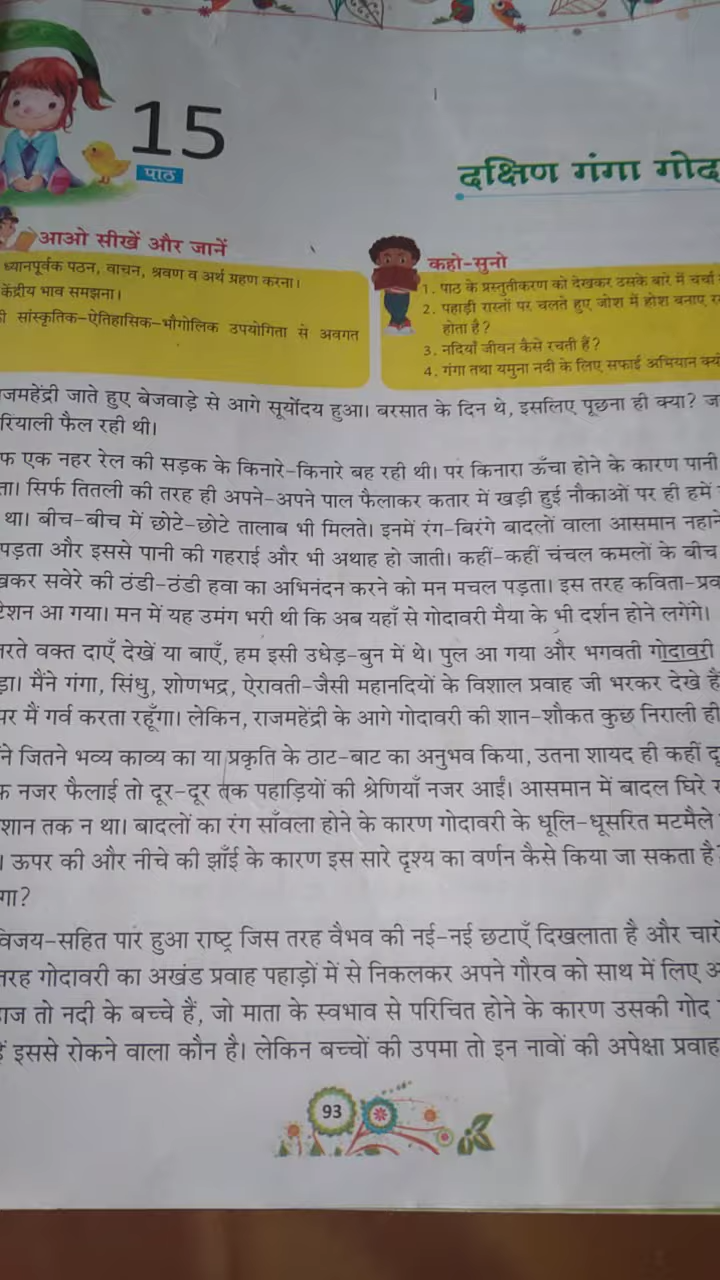 15
पाठ
दक्षिण गंगा
आओ सीखें और जानें
ध्यानपूर्वक पठन, वाचन, श्रवण व अर्थ ग्रहण करना।
केंद्रीय भाव समझना।
सांस्कृतिक-ऐतिहासिक-भौगोलिक उपयोगिता से अवगत
कहो-सुनो
1. पाठ के प्रस्तुतीकरण को देखकर उसके बारे में चर्चा
2. पहाड़ी रास्तों पर चलते हुए जोश में होश बनाए
होता है?
3. नदियाँ जीवन कैसे रचती हैं?
4. गंगा तथा यमुना नदी के लिए सफाई अभियान
जाते हुए बेजवाड़े से आगे सूर्योदय हुआ। बरसात के दिन थे, इसलिए पूछना ही क्या?
फैल रही थी।
एक नहर रेल की सड़क के किनारे-किनारे बह रही थी। पर किनारा ऊँचा होने के कारण पानी
सिर्फ तितली की तरह ही अपने-अपने पाल फैलाकर कतार में खड़ी हुई नौकाओं पर ही हमें
था। बीच-बीच में छोटे-छोटे तालाब भी मिलते। इनमें रंग-बिरंगे बादलों वाला आसमान
पड़ता और इससे पानी की गहराई और भी अथाह हो जाती। कहीं-कहीं चंचल कमलों के बीच
सवेरे की ठंडी-ठंडी हवा का अभिनंदन करने को मन मचल पड़ता। इस तरह
आ गया। मन में यह उमंग भरी थी कि अब यहाँ से गोदावरी मैया के भी दर्शन होने लगेंगे।
वक्त दाएँ देखें या बाएँ, हम इसी उधेड़-बुन में थे। पुल आ गया और भगवती गोदावरी
मैंने गंगा, सिंधु, शोणभद्र, ऐरावती-जैसी महानदियों के विशाल प्रवाह जी भरकर देखे हैं
पर मैं गर्व करता रहूँगा। लेकिन, राजमहेंद्री के आगे गोदावरी की शान-शौकत कुछ निराली ही
जितने भव्य काव्य का या प्रकृति के ठाट-बाट का अनुभव किया, उतना शायद ही कहीं
नजर फैलाई तो दूर-दूर तक पहाड़ियों की श्रेणियाँ नजर आईं। आसमान में बादल घिरे
तक न था। बादलों का रंग साँवला होने के कारण गोदावरी के धूलि-धूसरित मटमैले
ऊपर की और नीचे की झाँई के कारण इस सारे दृश्य का वर्णन कैसे किया जा सकता है?
विजय-सहित पार हुआ राष्ट्र जिस तरह वैभव की नई-नई छटाएँ दिखलाता है और
तरह गोदावरी का अखंड प्रवाह पहाड़ों में से निकलकर अपने गौरव को साथ में लिए
तो नदी के बच्चे हैं, जो माता के स्वभाव से परिचित होने के कारण उसकी गोद
इससे रोकने वाला कौन है। लेकिन बच्चों की उपमा तो इन नावों की अपेक्षा प्रवाह
93